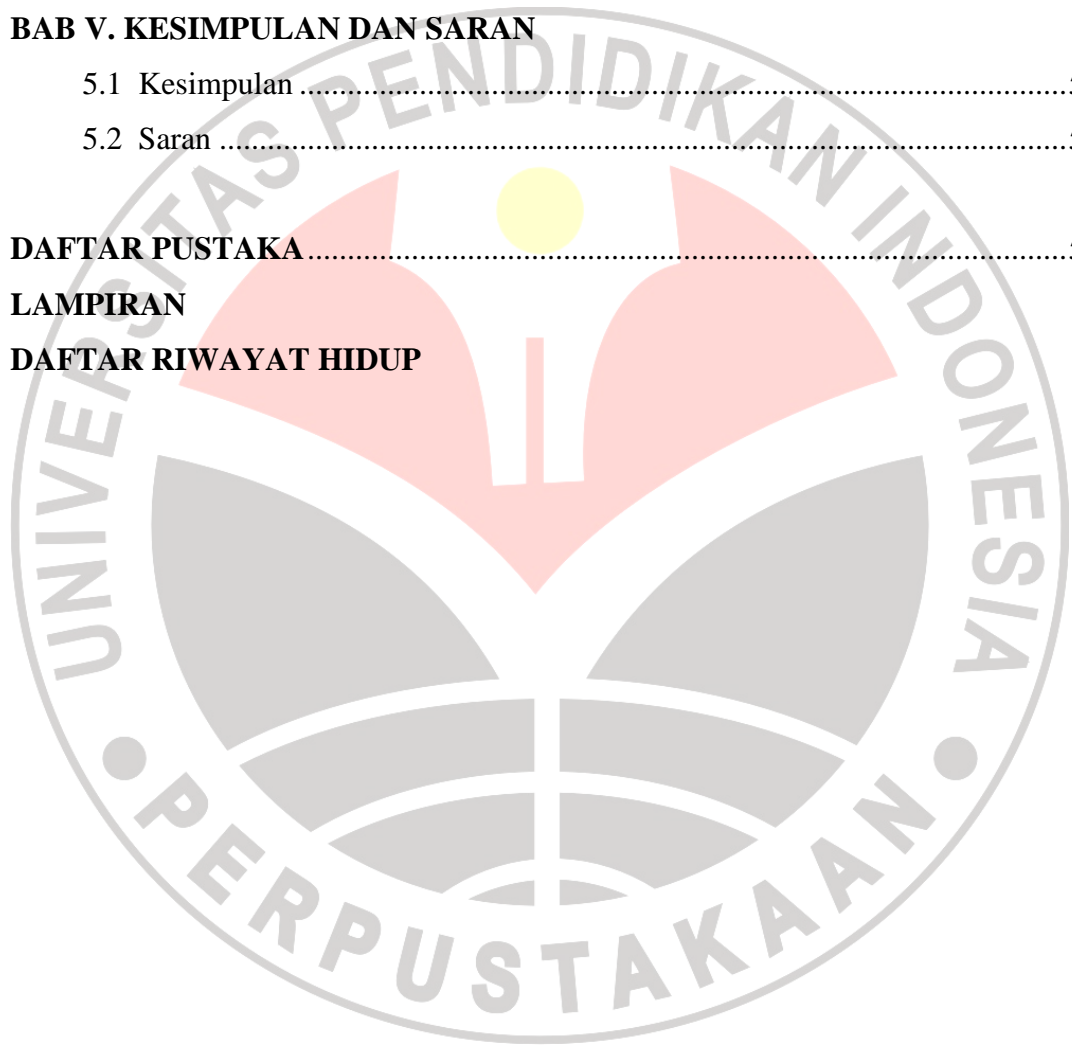 BAB V. KESIMPULAN DAN SARAN
5.1 Kesimpulan ........................................................................................................
5.2 Saran ...................................................................................................................
DAFTAR PUSTAKA ......................................................................................................
LAMPIRAN
DAFTAR RIWAYAT HIDUP
UNIVERSITAS PENDIDIKAN INDONESIA
PERPUSTAKAAN